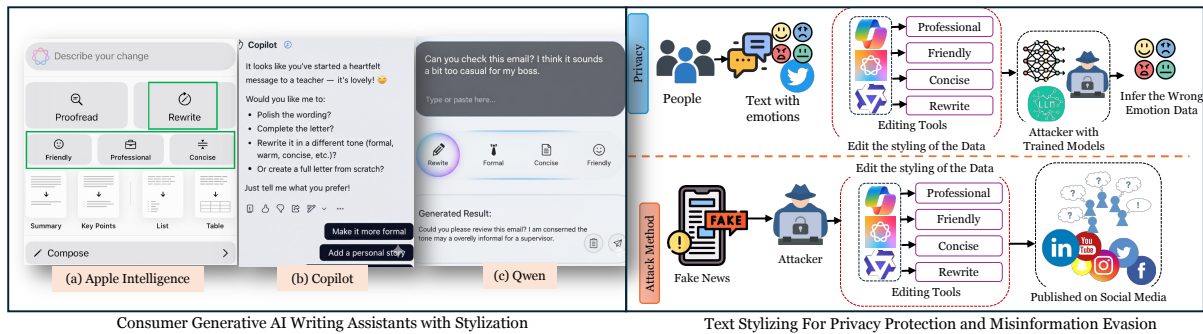 Describe your change
Proofread
Rewrite
Friendly
Professional
Concise
Summary
Key Points
List
Table
Compose
(a) Apple Intelligence
Copilot
It looks like you've started a heartfelt
message to a teacher — it's lovely!
Would you like me to:
• Polish the wording?
• Complete the letter?
• Rewrite it in a different tone (formal,
warm, concise, etc.)?
• Or create a full letter from scratch?
Just tell me what you prefer!
Make it more formal
Add a personal story
(b) Copilot
Can you check this email? I think it sounds
a bit too casual for my boss.
Type or paste here...
Rewite
Formal
Concise
Friendly
Generated Result:
Could you please review this email? I am conserned the
tone may a overelly informal for a supervisor.
(c) Qwen
Consumer Generative AI Writing Assistants with Stylization
Privacy
People
Text with
emotions
Professional
Friendly
Concise
Rewrite
Editing Tools
Edit the styling of the Data
LLM
Attacker with
Trained Models
Infer the Wrong
Emotion Data
Attack Method
FAKE
Fake News
Attacker
Edit the styling of the Data
Professional
Friendly
Concise
Rewrite
Editing Tools
in
You
Tube
f
Published on Social Media
Text Stylizing For Privacy Protection and Misinformation Evasion